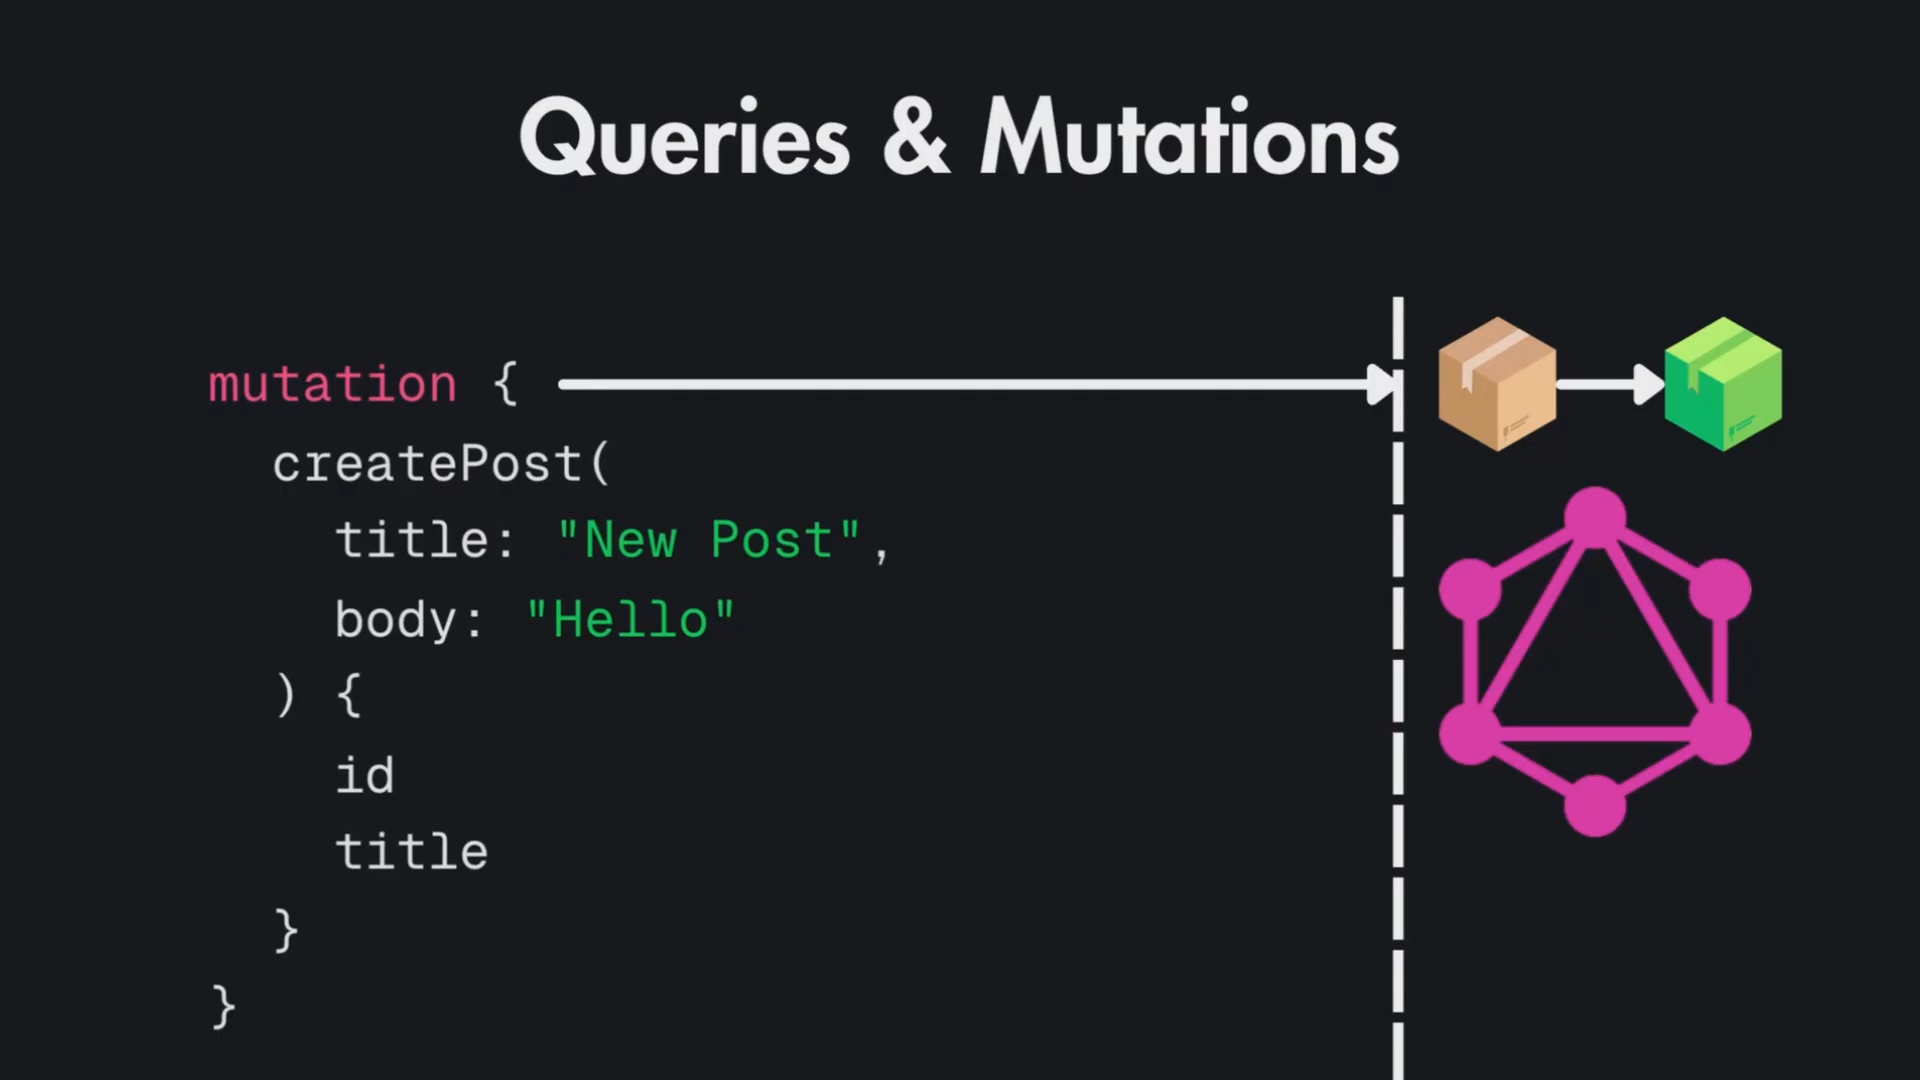 Queries & Mutations
mutation {
createPost(
title: "New Post",
body: "Hello"
) {
id
title
}
}